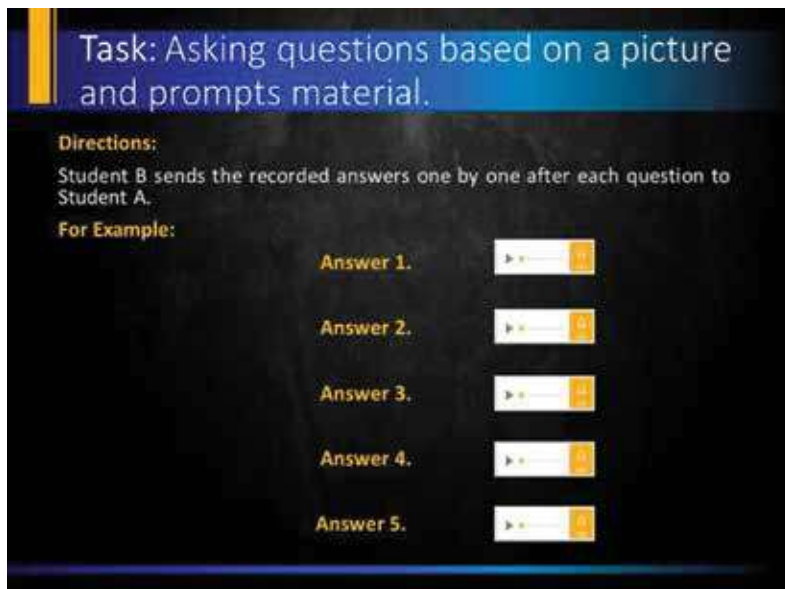 Task: Asking questions based on a picture
and prompts material.
Directions:
Student B sends the recorded answers one by one after each question to
Student A.
For Example:
Answer 1.
Answer 2.
Answer 3.
Answer 4.
Answer 5.